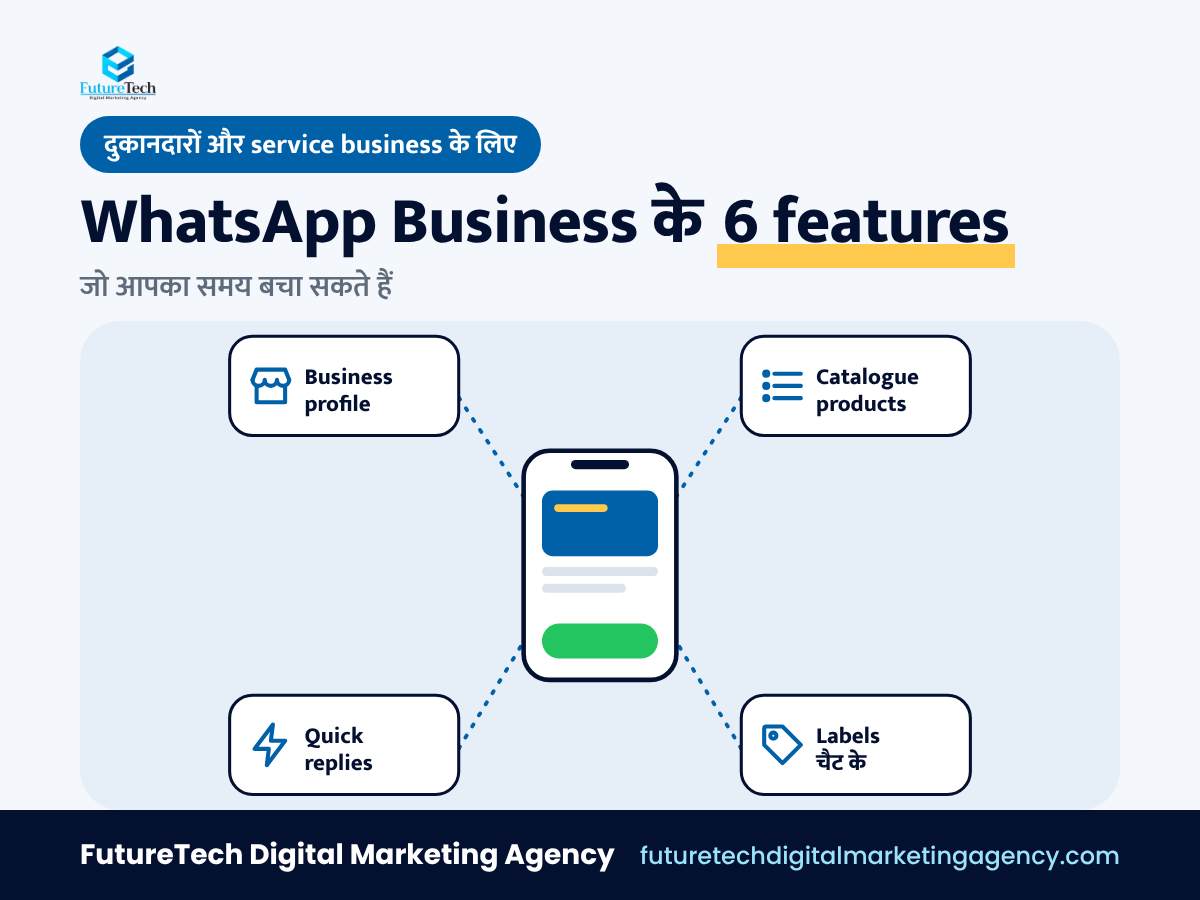 FutureTech
Digital Marketing Agency
दुकानदारों और service business के लिए
WhatsApp Business के 6 features
जो आपका समय बचा सकते हैं
Business
profile
Catalogue
products
Quick
replies
Labels
चैट के
FutureTech Digital Marketing Agency
futuretechdigitalmarketingagency.com